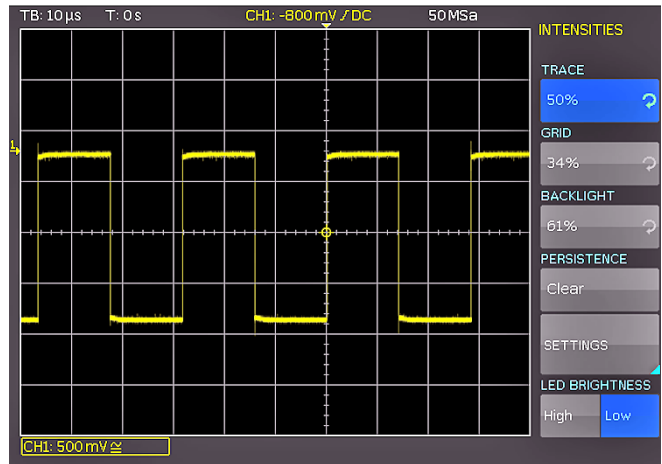 TB: 10 µs T: 0 s CH1: -800 mV ⎎ DC 50 MSa
INTENSITIES
TRACE
50%
GRID
34%
BACKLIGHT
61%
PERSISTENCE
Clear
SETTINGS
LED BRIGHTNESS
High Low
1
CH1: 500 mV ≅